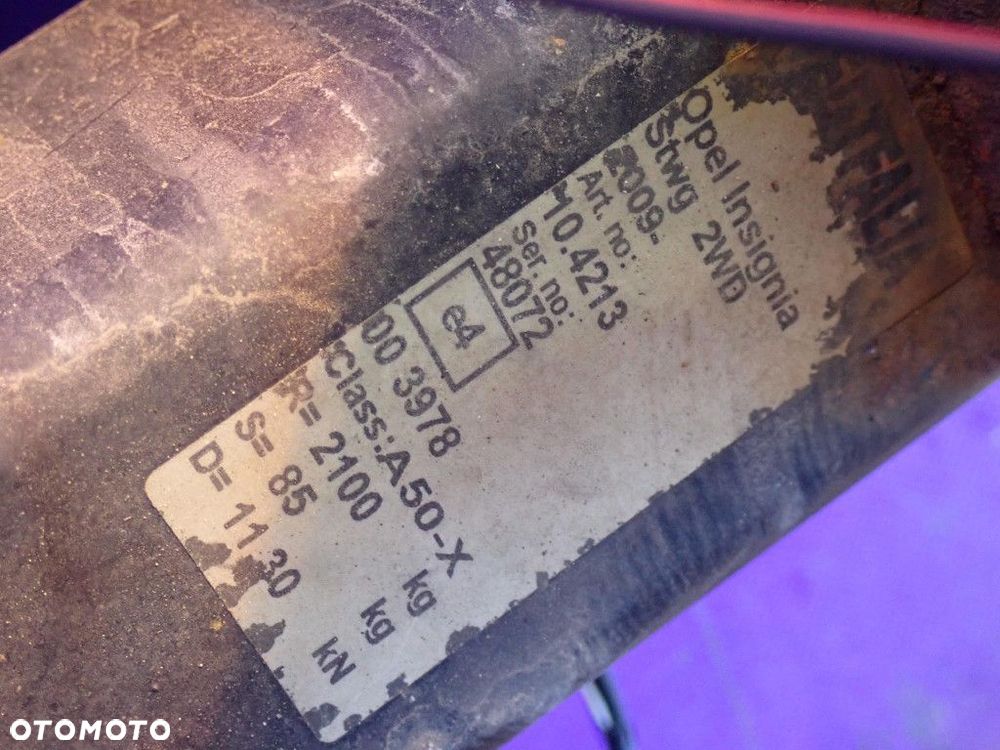 Opel Insignia
Stwg 2WD
2009-
Art. no:
10.4213
Ser. no:
48072
e4
00 3978
Class:A50-X
R= 2100 kg
S= 85 kg
D= 11.30 kN
OTOMOTO